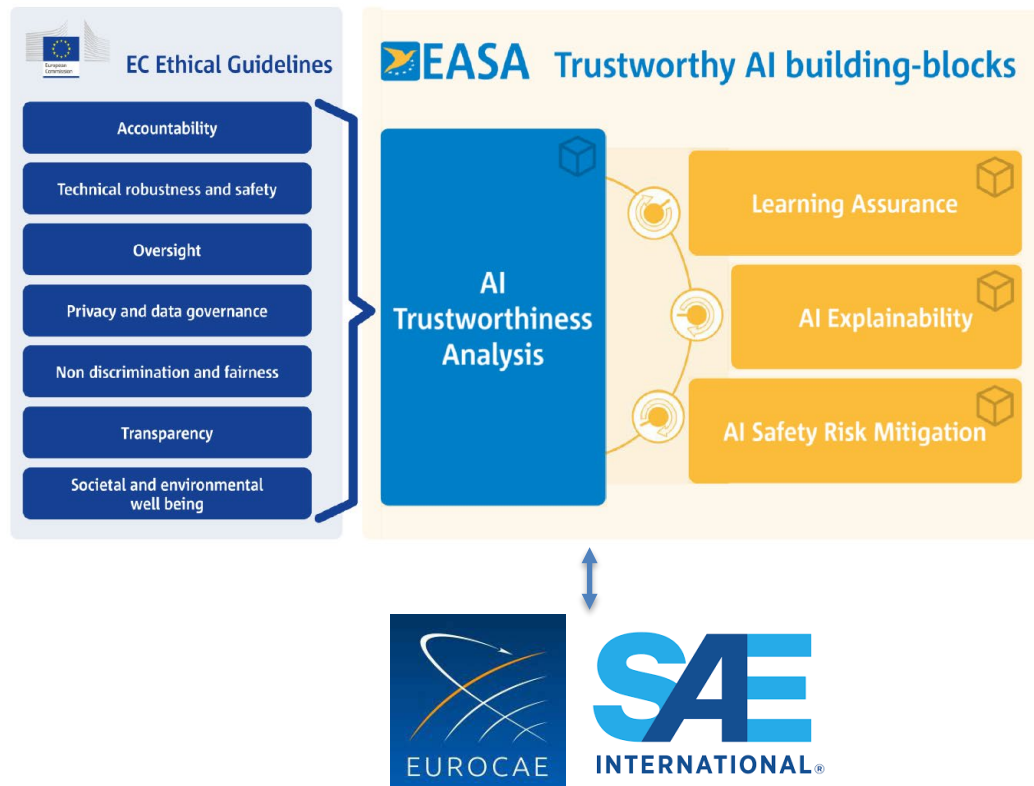 European
Commission
EC Ethical Guidelines
Accountability
Technical robustness and safety
Oversight
Privacy and data governance
Non discrimination and fairness
Transparency
Societal and environmental
well being
EASA Trustworthy AI building-blocks
AI
Trustworthiness
Analysis
Learning Assurance
AI Explainability
AI Safety Risk Mitigation
EUROCAE
SAE
INTERNATIONAL®